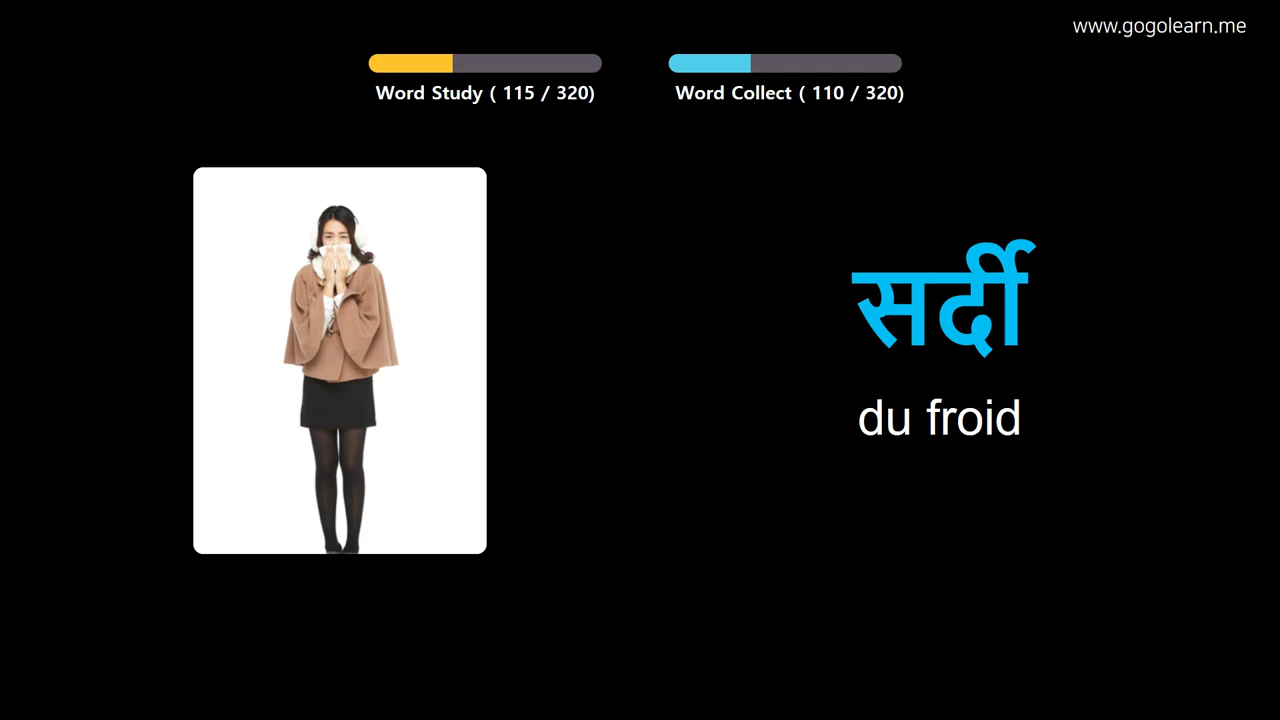 www.gogolearn.me
Word Study ( 115 / 320)
Word Collect ( 110 / 320)
सर्दी
du froid